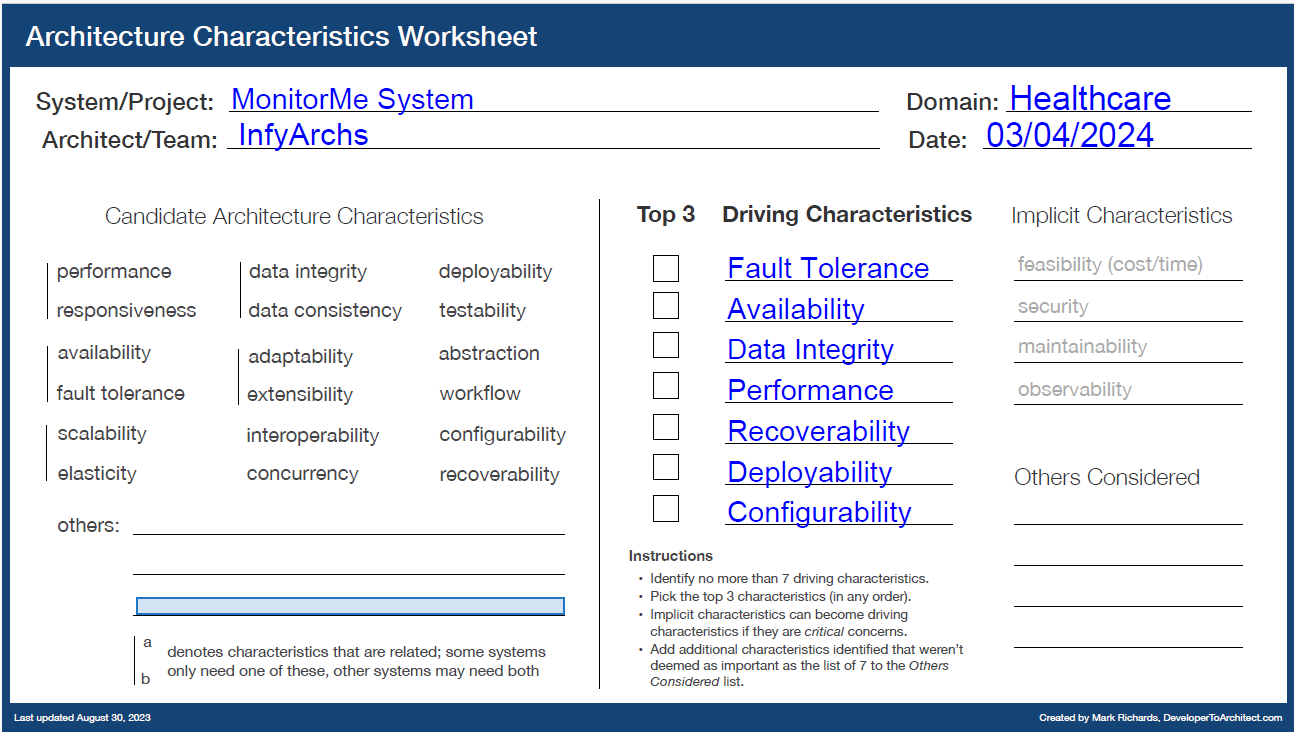 Architecture Characteristics Worksheet
System/Project: MonitorMe System
Domain: Healthcare
Architect/Team: InfyArchs
Date: 03/04/2024
Candidate Architecture Characteristics
performance
responsiveness
availability
fault tolerance
scalability
elasticity
data integrity
data consistency
adaptability
extensibility
interoperability
concurrency
deployability
testability
abstraction
workflow
configurability
recoverability
others:
a
b
denotes characteristics that are related; some systems
only need one of these, other systems may need both
Top 3 Driving Characteristics
Fault Tolerance
Availability
Data Integrity
Performance
Recoverability
Deployability
Configurability
Instructions
• Identify no more than 7 driving characteristics.
• Pick the top 3 characteristics (in any order).
• Implicit characteristics can become driving
characteristics if they are critical concerns.
• Add additional characteristics identified that weren't
deemed as important as the list of 7 to the Others
Considered list.
Implicit Characteristics
feasibility (cost/time)
security
maintainability
observability
Others Considered
Last updated August 30, 2023
Created by Mark Richards, DeveloperToArchitect.com